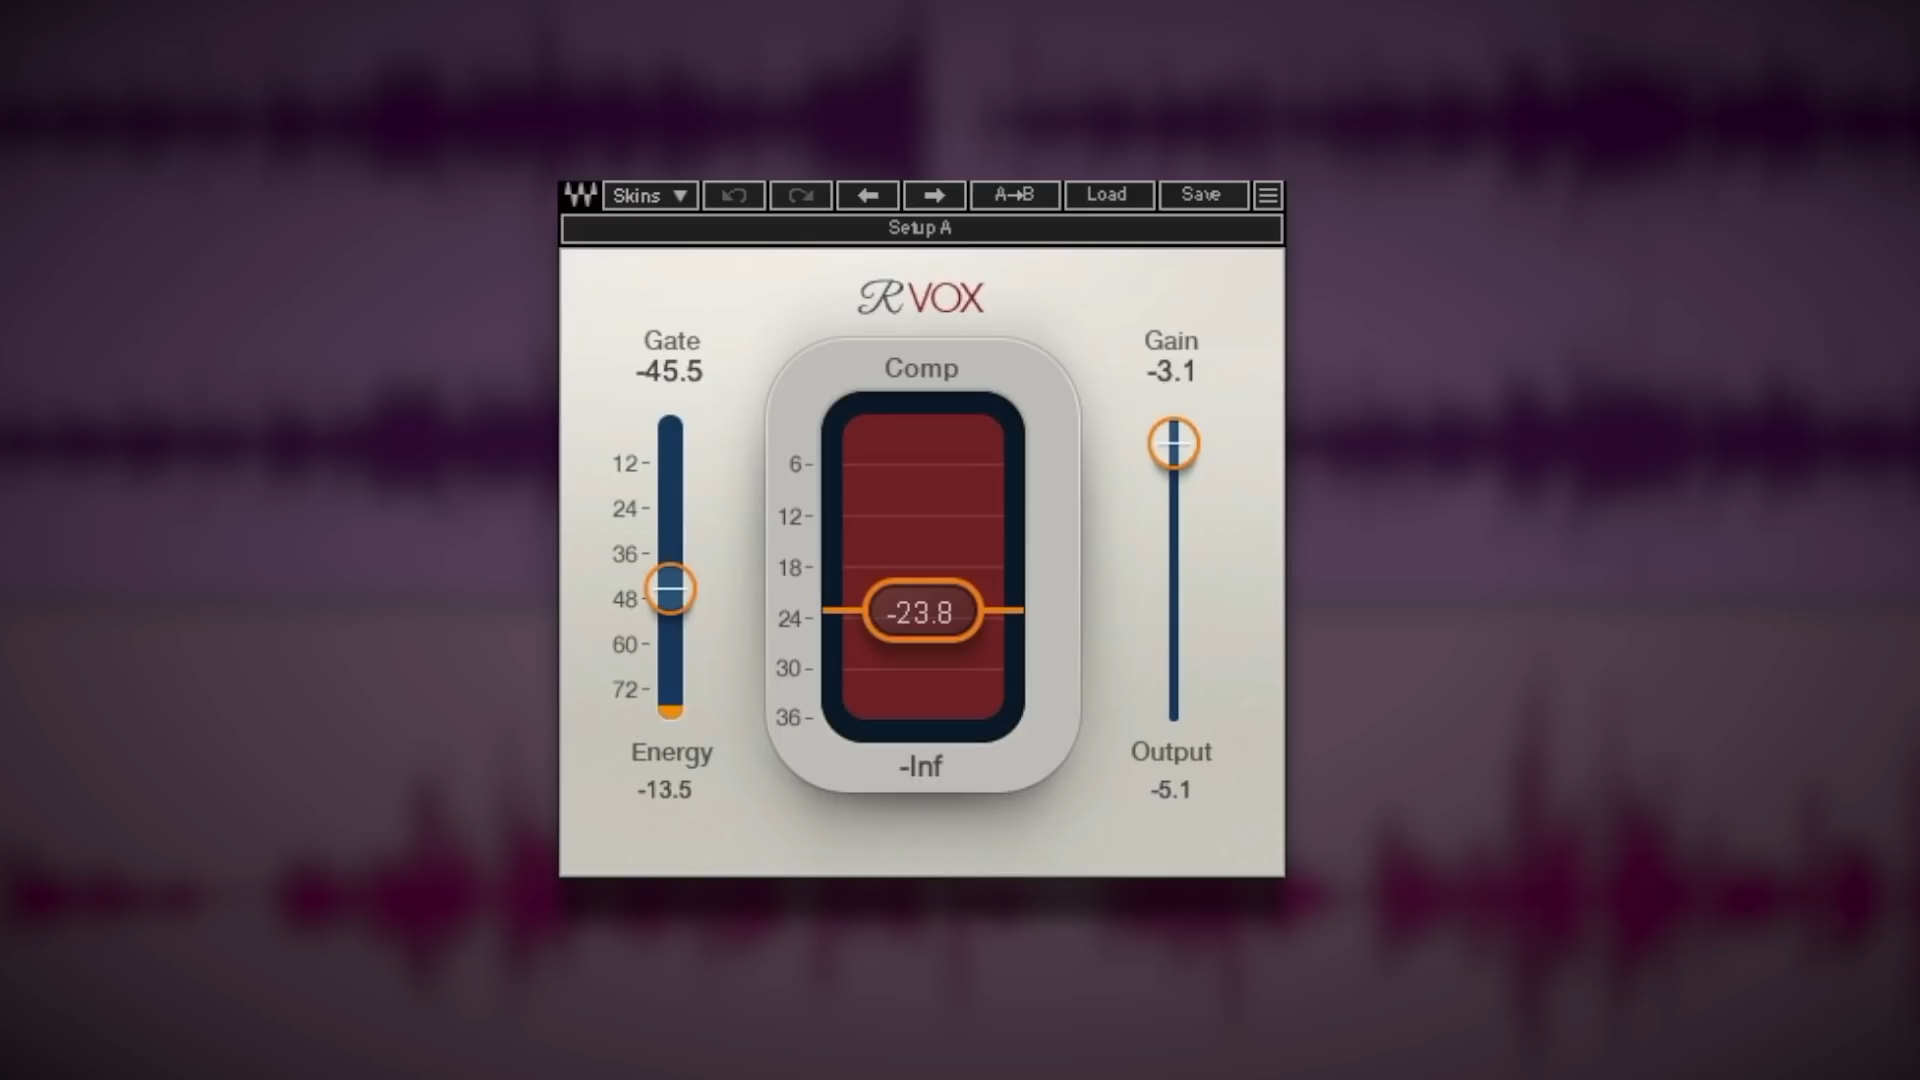 Skins
A→B
Load
Save
Setup A
RVOX
Gate
-45.5
12
24
36
48
60
72
Energy
-13.5
Comp
6
12
18
24
30
36
-23.8
-Inf
Gain
-3.1
Output
-5.1